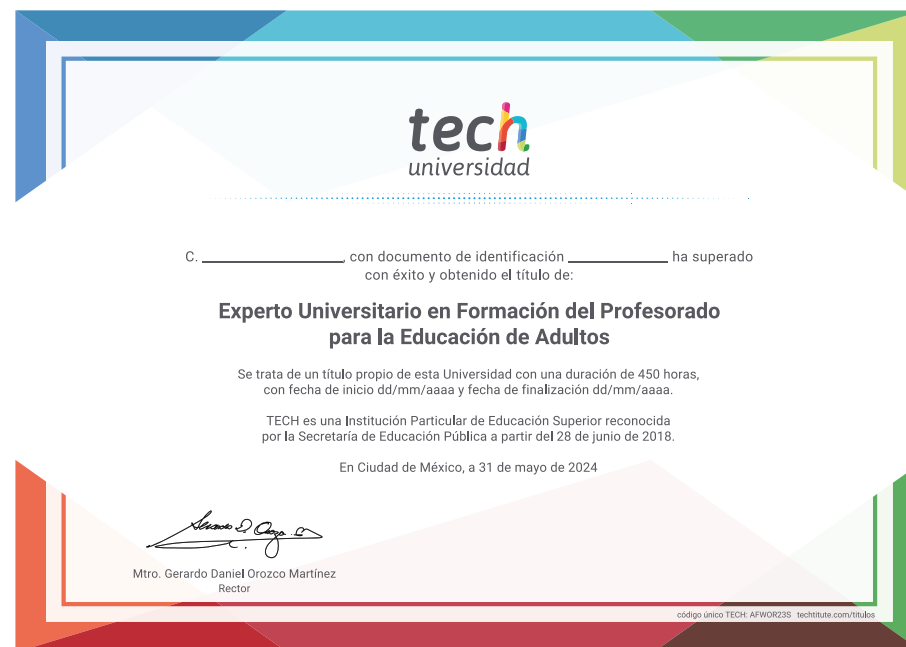 tech
universidad
C. ____________, con documento de identificación ____________ ha superado
con éxito y obtenido el título de:
Experto Universitario en Formación del Profesorado
para la Educación de Adultos
Se trata de un título propio de esta Universidad con una duración de 450 horas,
con fecha de inicio dd/mm/aaaa y fecha de finalización dd/mm/aaaa.
TECH es una Institución Particular de Educación Superior reconocida
por la Secretaría de Educación Pública a partir del 28 de junio de 2018.
En Ciudad de México, a 31 de mayo de 2024
Mtro. Gerardo Daniel Orozco Martínez
Rector
código único TECH: AFWOR23S techtitute.com/titulos